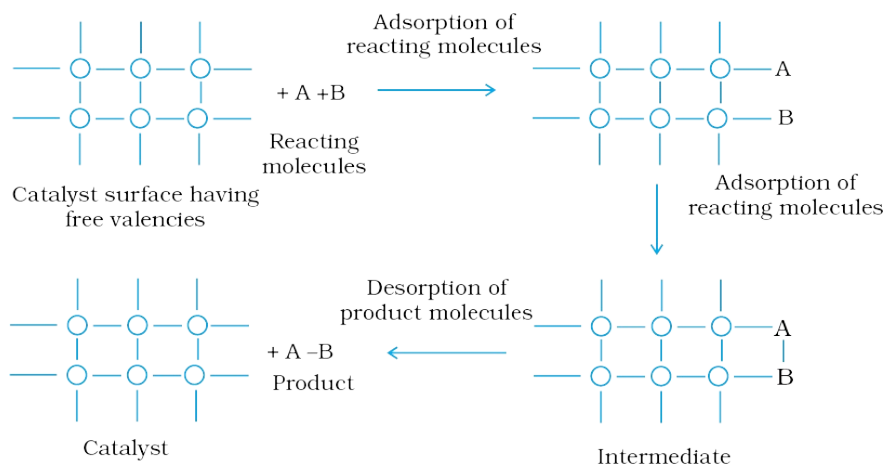 Adsorption of
reacting molecules
A
+ A +B
B
Reacting
molecules
Catalyst surface having
free valencies
Adsorption of
reacting molecules
Desorption of
product molecules
A
+ A –B
B
Product
Catalyst
Intermediate